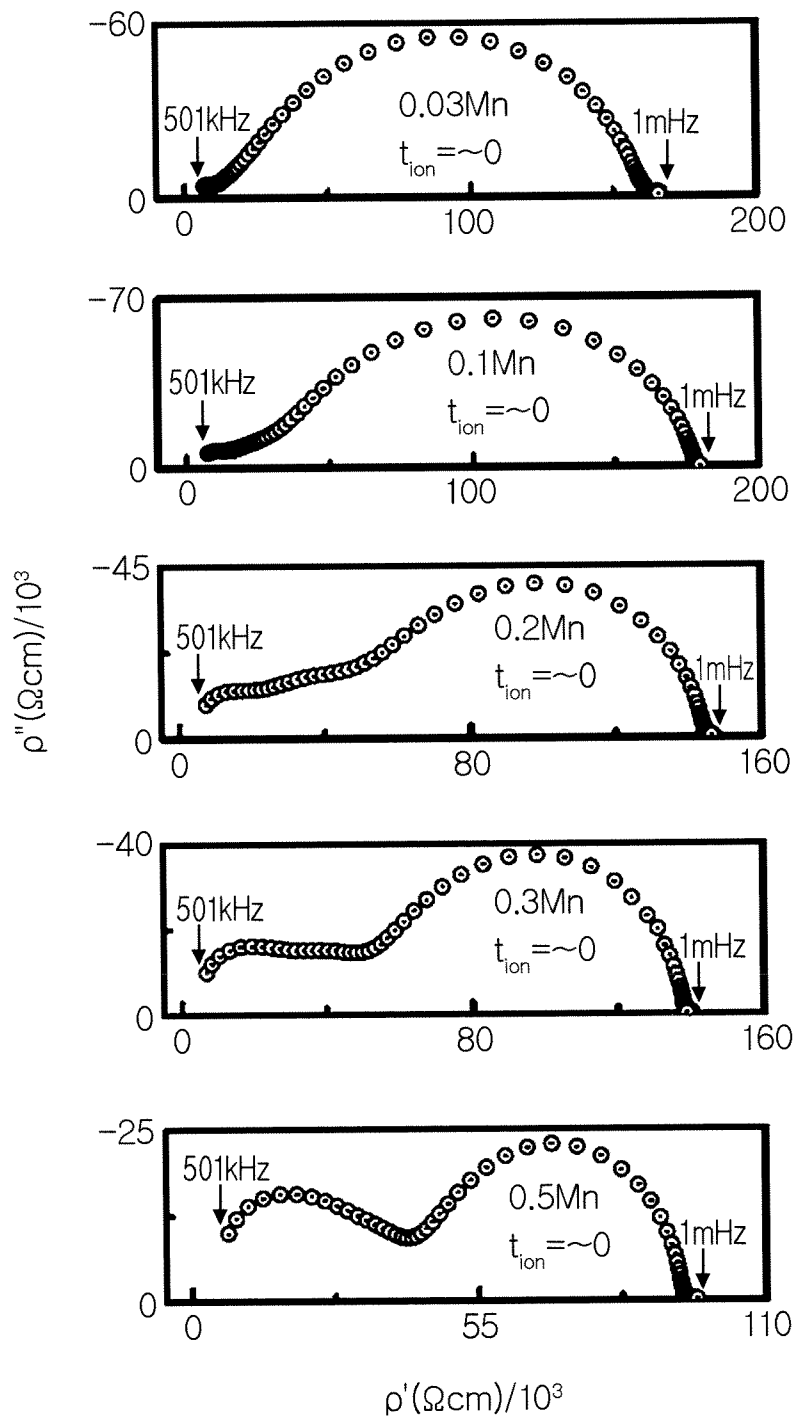 −60
501kHz
0.03Mn
1mHz
t_ion=~0
0
0
100
200
−70
501kHz
0.1Mn
1mHz
t_ion=~0
0
0
100
200
−45
501kHz
0.2Mn
1mHz
t_ion=~0
0
0
80
160
ρ"(Ωcm)/10³
−40
501kHz
0.3Mn
1mHz
t_ion=~0
0
0
80
160
−25
501kHz
0.5Mn
1mHz
t_ion=~0
0
0
55
110
ρ'(Ωcm)/10³